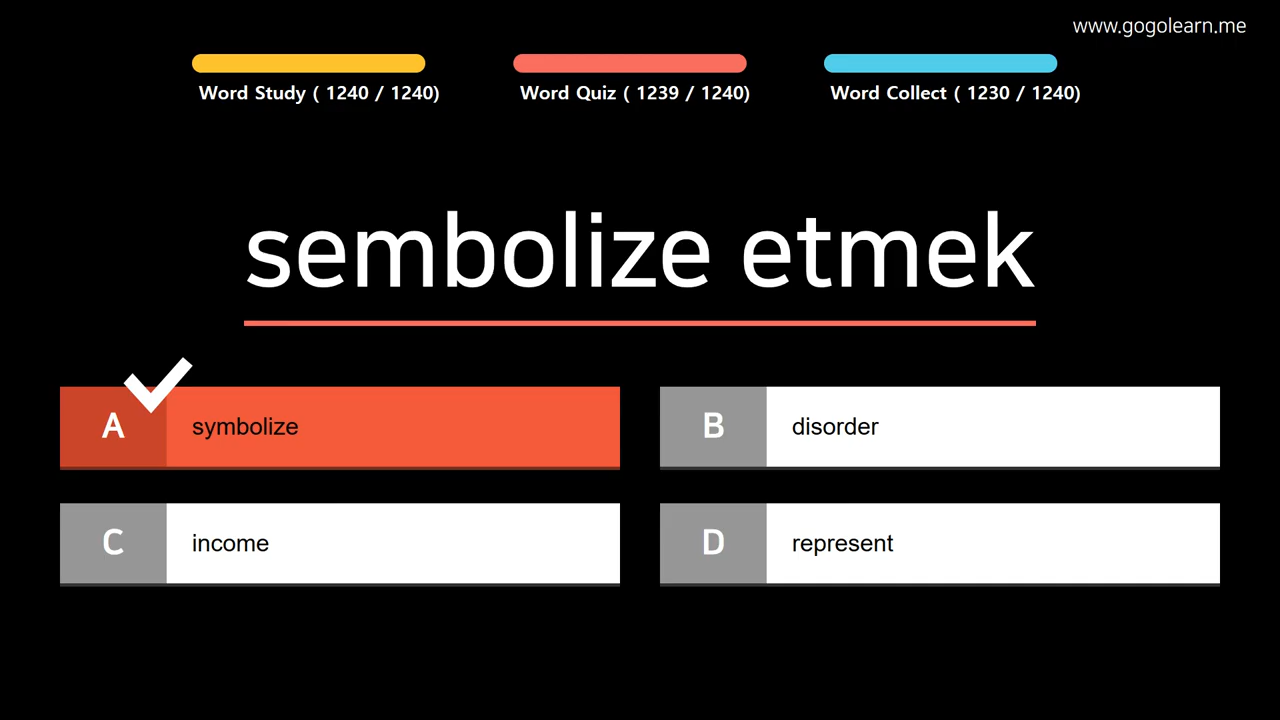 www.gogolearn.me
Word Study ( 1240 / 1240)
Word Quiz ( 1239 / 1240)
Word Collect ( 1230 / 1240)
sembolize etmek
A symbolize
B disorder
C income
D represent